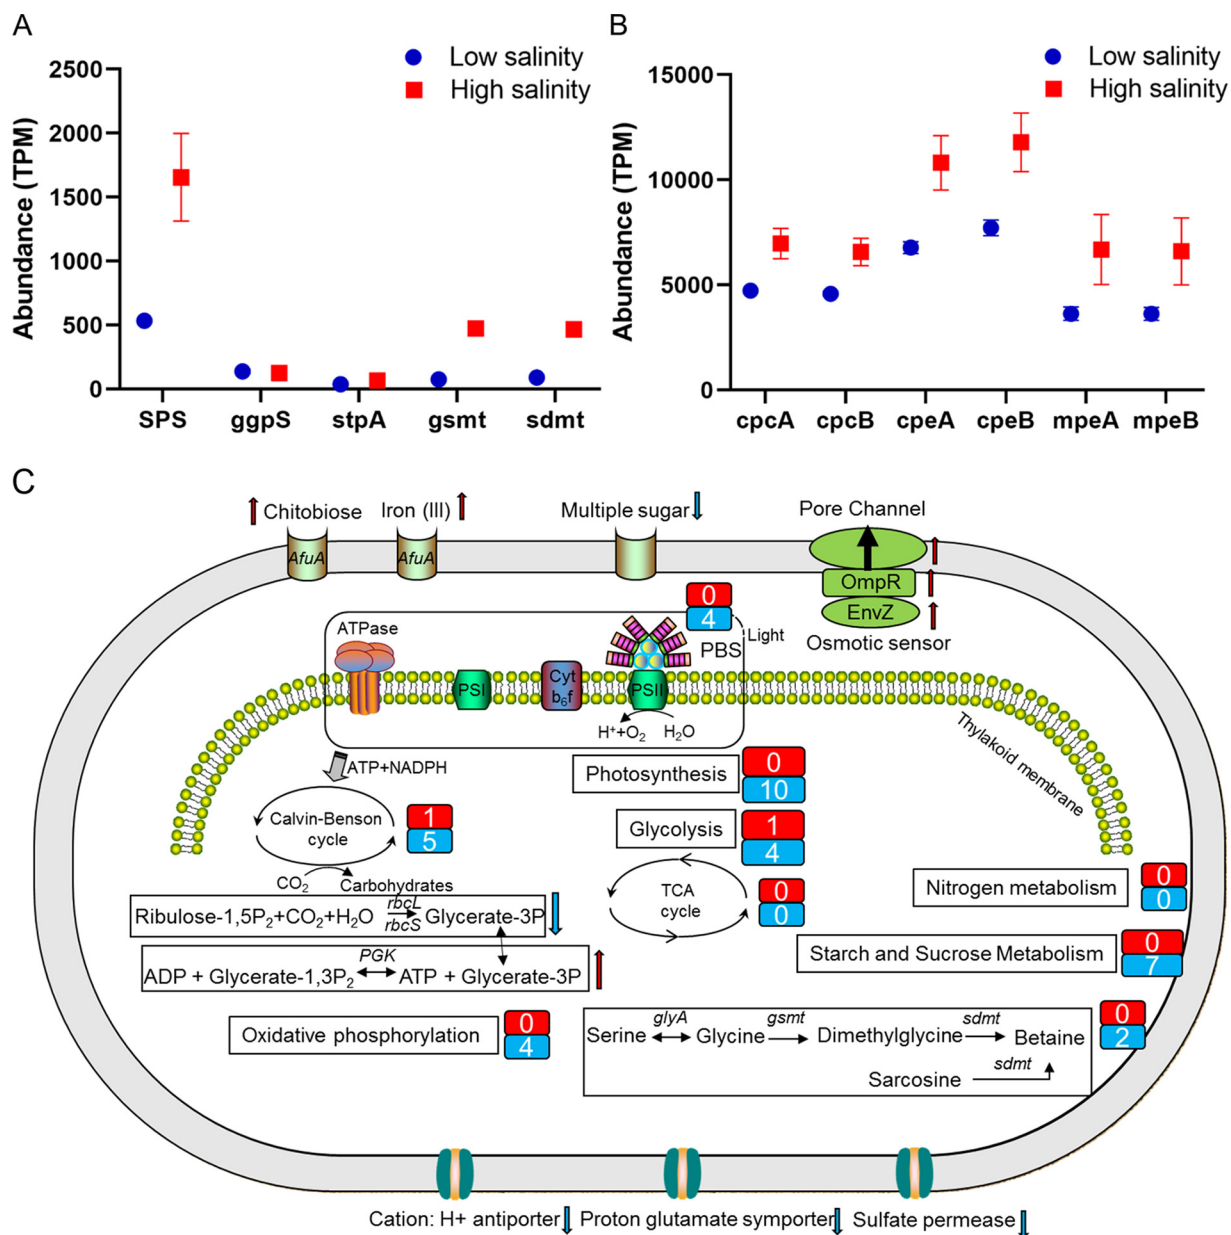 A
Low salinity
High salinity
Abundance (TPM)
2500
2000
1500
1000
500
0
SPS ggpS stpA gsmt sdmt
B
Low salinity
High salinity
Abundance (TPM)
15000
10000
5000
0
cpcA cpcB cpeA cpeB mpeA mpeB
C
Chitobiose
Iron (III)
Multiple sugar
Pore Channel
AfuA
AfuA
OmpR
EnvZ
Osmotic sensor
0
4
Light
PBS
ATPase
PSI
Cyt
b₆f
PSII
H⁺+O₂
H₂O
Thylakoid membrane
ATP+NADPH
Photosynthesis
0
10
Calvin-Benson
cycle
1
5
Glycolysis
1
4
CO₂
Carbohydrates
TCA
cycle
0
0
Nitrogen metabolism
0
0
Ribulose-1,5P₂+CO₂+H₂O rbcL rbcS Glycerate-3P
Starch and Sucrose Metabolism
0
7
ADP + Glycerate-1,3P₂ PGK ATP + Glycerate-3P
Oxidative phosphorylation
0
4
Serine glyA Glycine gsmt Dimethylglycine sdmt Betaine
0
2
Sarcosine sdmt
Cation: H+ antiporter
Proton glutamate symporter
Sulfate permease